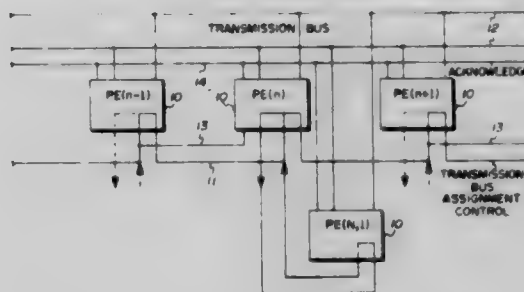 TRANSMISSION BUS
12
ACKNOWLEDG
14
PE(n-1) 10
10 PE(n)
PE(n+1) 10
13
13
11
TRANSMISSION
BUS
ASSIGNMENT
CONTROL
PE(N,1) 10